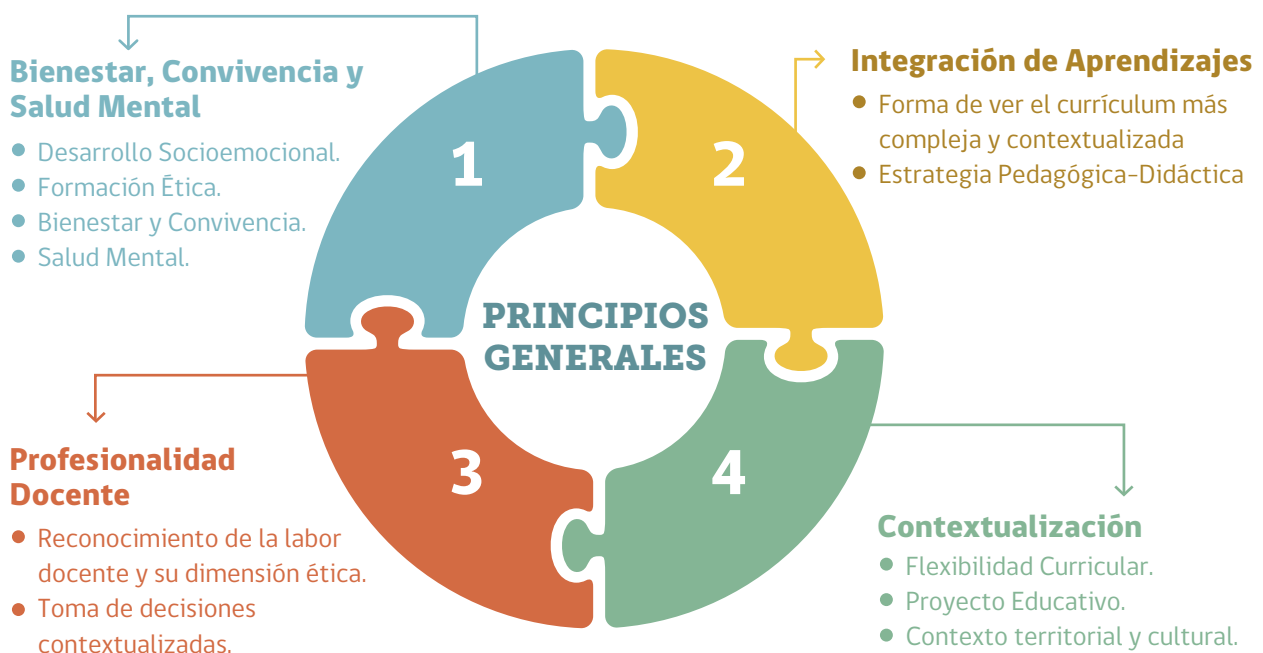 Bienestar, Convivencia y
Salud Mental
• Desarrollo Socioemocional.
• Formación Ética.
• Bienestar y Convivencia.
• Salud Mental.
1
2
Integración de Aprendizajes
• Forma de ver el currículum más
compleja y contextualizada
• Estrategia Pedagógica-Didáctica
PRINCIPIOS
GENERALES
Profesionalidad
Docente
• Reconocimiento de la labor
docente y su dimensión ética.
• Toma de decisiones
contextualizadas.
3
4
Contextualización
• Flexibilidad Curricular.
• Proyecto Educativo.
• Contexto territorial y cultural.